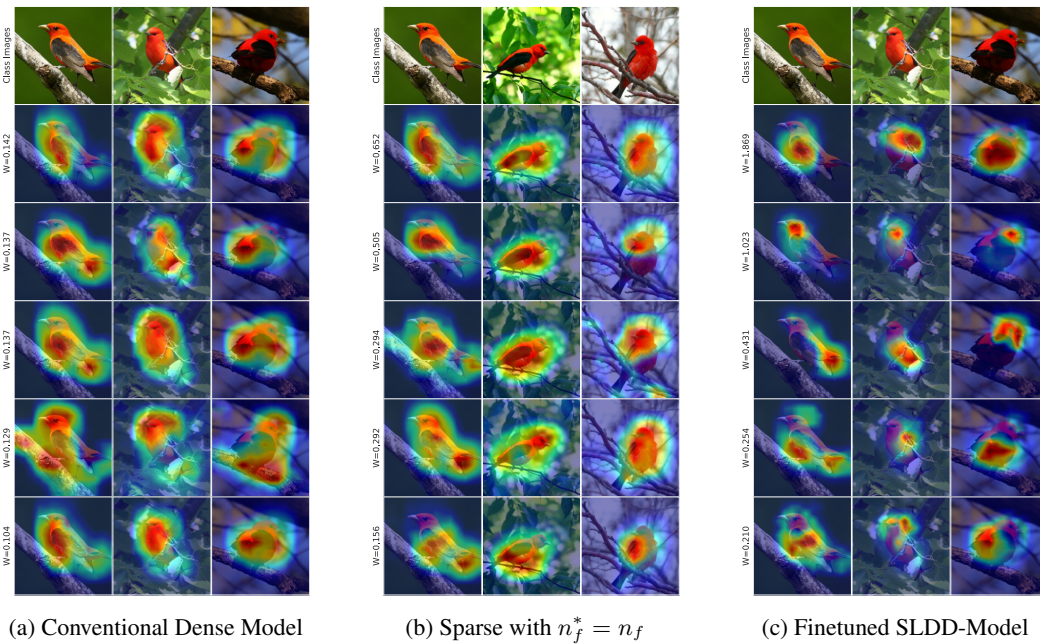 Class Images
W=0.142
W=0.137
W=0.137
W=0.129
W=0.104
(a) Conventional Dense Model
Class Images
W=0.652
W=0.505
W=0.294
W=0.292
W=0.156
(b) Sparse with $n_f^* = n_f$
Class Images
W=1.869
W=1.023
W=0.431
W=0.254
W=0.210
(c) Finetuned SLDD-Model